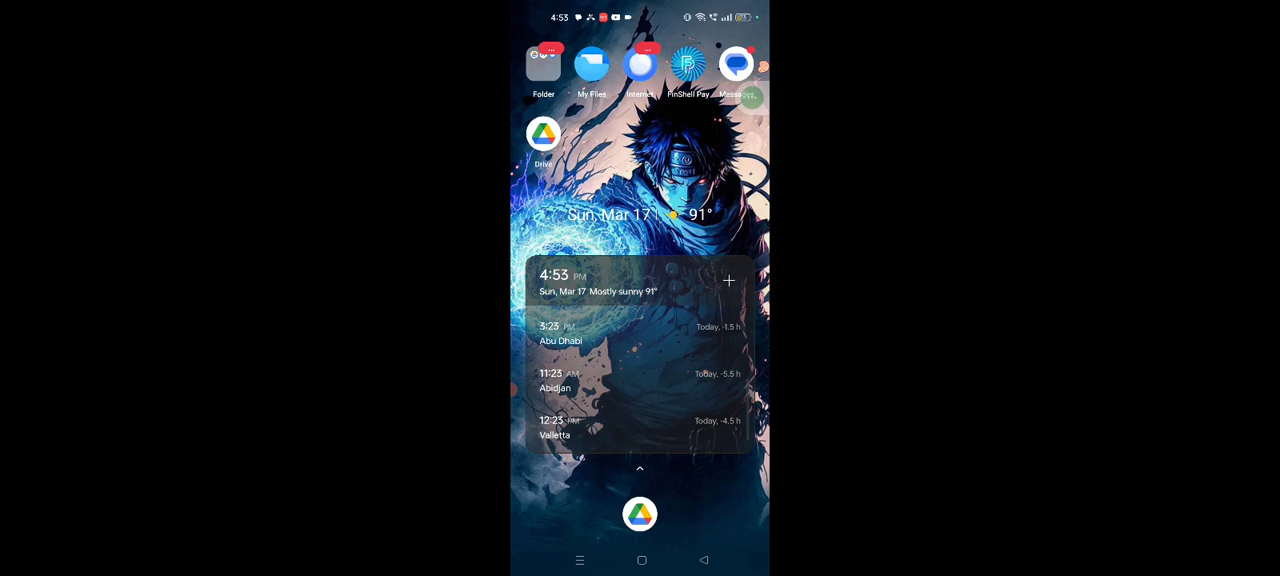 4:53
Folder
My Files
Internet
FinShell Pay
Messages
Drive
Sun, Mar 17
91°
4:53 PM
Sun, Mar 17 Mostly sunny 91°
3:23 PM
Today, -1.5 h
Abu Dhabi
11:23 AM
Today, -5.5 h
Abidjan
12:23 PM
Today, -4.5 h
Valletta